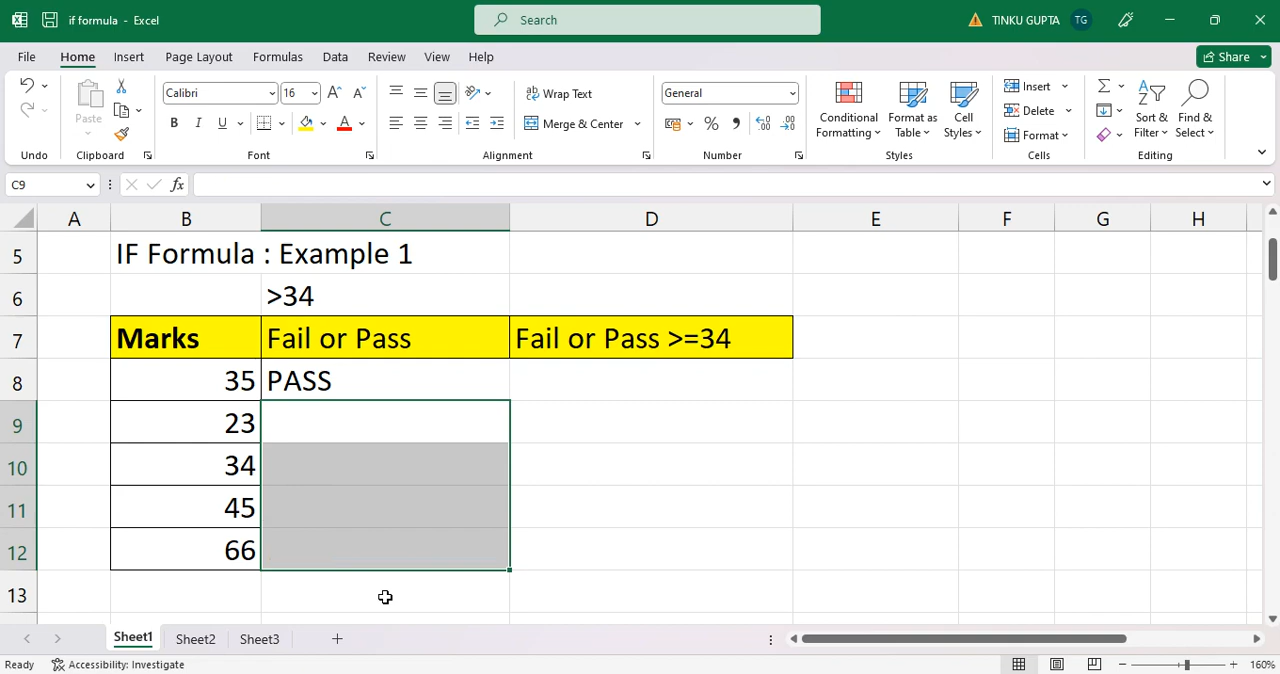 if formula - Excel
Search
TINKU GUPTA
TG
File Home Insert Page Layout Formulas Data Review View Help
Share
Paste
Calibri
16
B I U
A
Wrap Text
Merge & Center
General
%
Conditional Formatting
Format as Table
Cell Styles
Insert
Delete
Format
Sort & Filter
Find & Select
Undo Clipboard Font Alignment Number Styles Cells Editing
C9
fx
A B C D E F G H
5 IF Formula : Example 1
6 >34
7 Marks Fail or Pass Fail or Pass >=34
8 35 PASS
9 23
10 34
11 45
12 66
13
Sheet1 Sheet2 Sheet3
Ready Accessibility: Investigate 160%